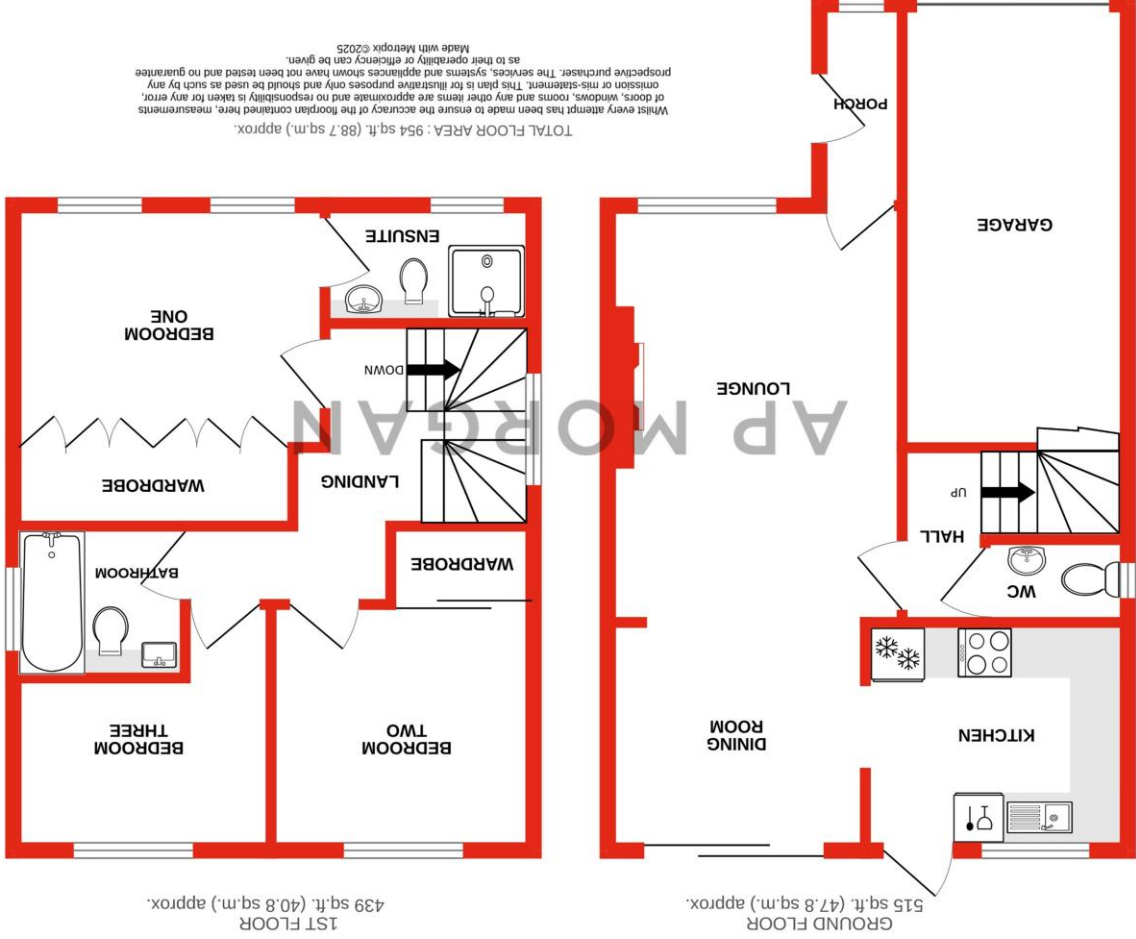 GROUND FLOOR
515 sq.ft. (47.8 sq.m.) approx.
KITCHEN
DINING
ROOM
WC
HALL
UP
LOUNGE
GARAGE
PORCH
1ST FLOOR
439 sq.ft. (40.8 sq.m.) approx.
BEDROOM
TWO
BEDROOM
THREE
BATHROOM
WARDROBE
WARDROBE
LANDING
DOWN
BEDROOM
ONE
ENSUITE
AP MORGAN
TOTAL FLOOR AREA : 954 sq.ft. (88.7 sq.m.) approx.
Whilst every attempt has been made to ensure the accuracy of the floorplan contained here, measurements
of doors, windows, rooms and any other items are approximate and no responsibility is taken for any error,
omission or mis-statement. This plan is for illustrative purposes only and should be used as such by any
prospective purchaser. The services, systems and appliances shown have not been tested and no guarantee
as to their operability or efficiency can be given.
Made with Metropix ©2025